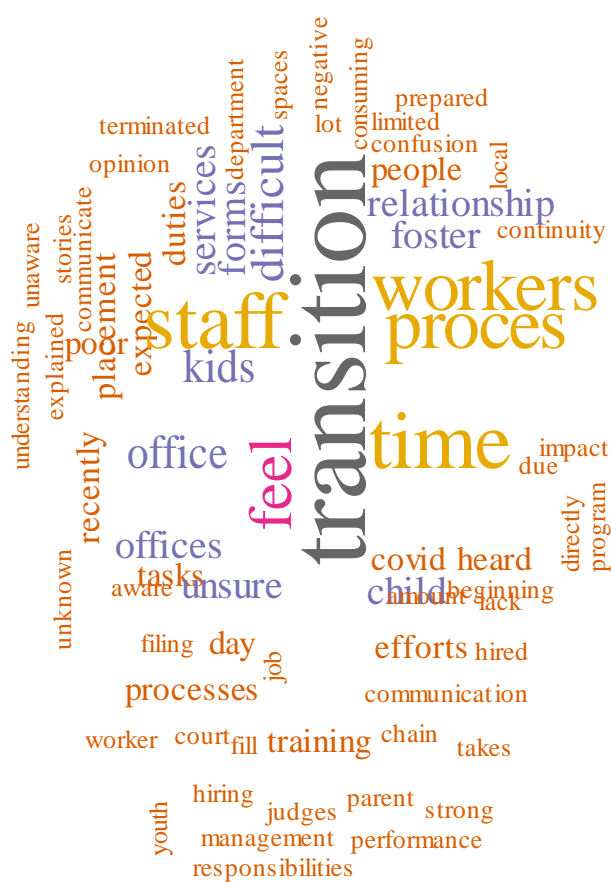 negative
consuming
spaces
department
prepared
terminated
lot
limited
confusion
opinion
services
forms
difficult
people
local
duties
relationship
foster
continuity
unaware
stories
communicate
transition
workers
staff
proces
expected
placement
poor
explained
understanding
kids
time
office
feel
recently
impact
due
directly
program
offices
covid
heard
tasks
aware
unsure
child
amount
beginning
lack
unknown
filing
day
job
efforts
hired
processes
communication
worker
court
fill
training
chain
takes
youth
hiring
judges
parent
strong
management
performance
responsibilities